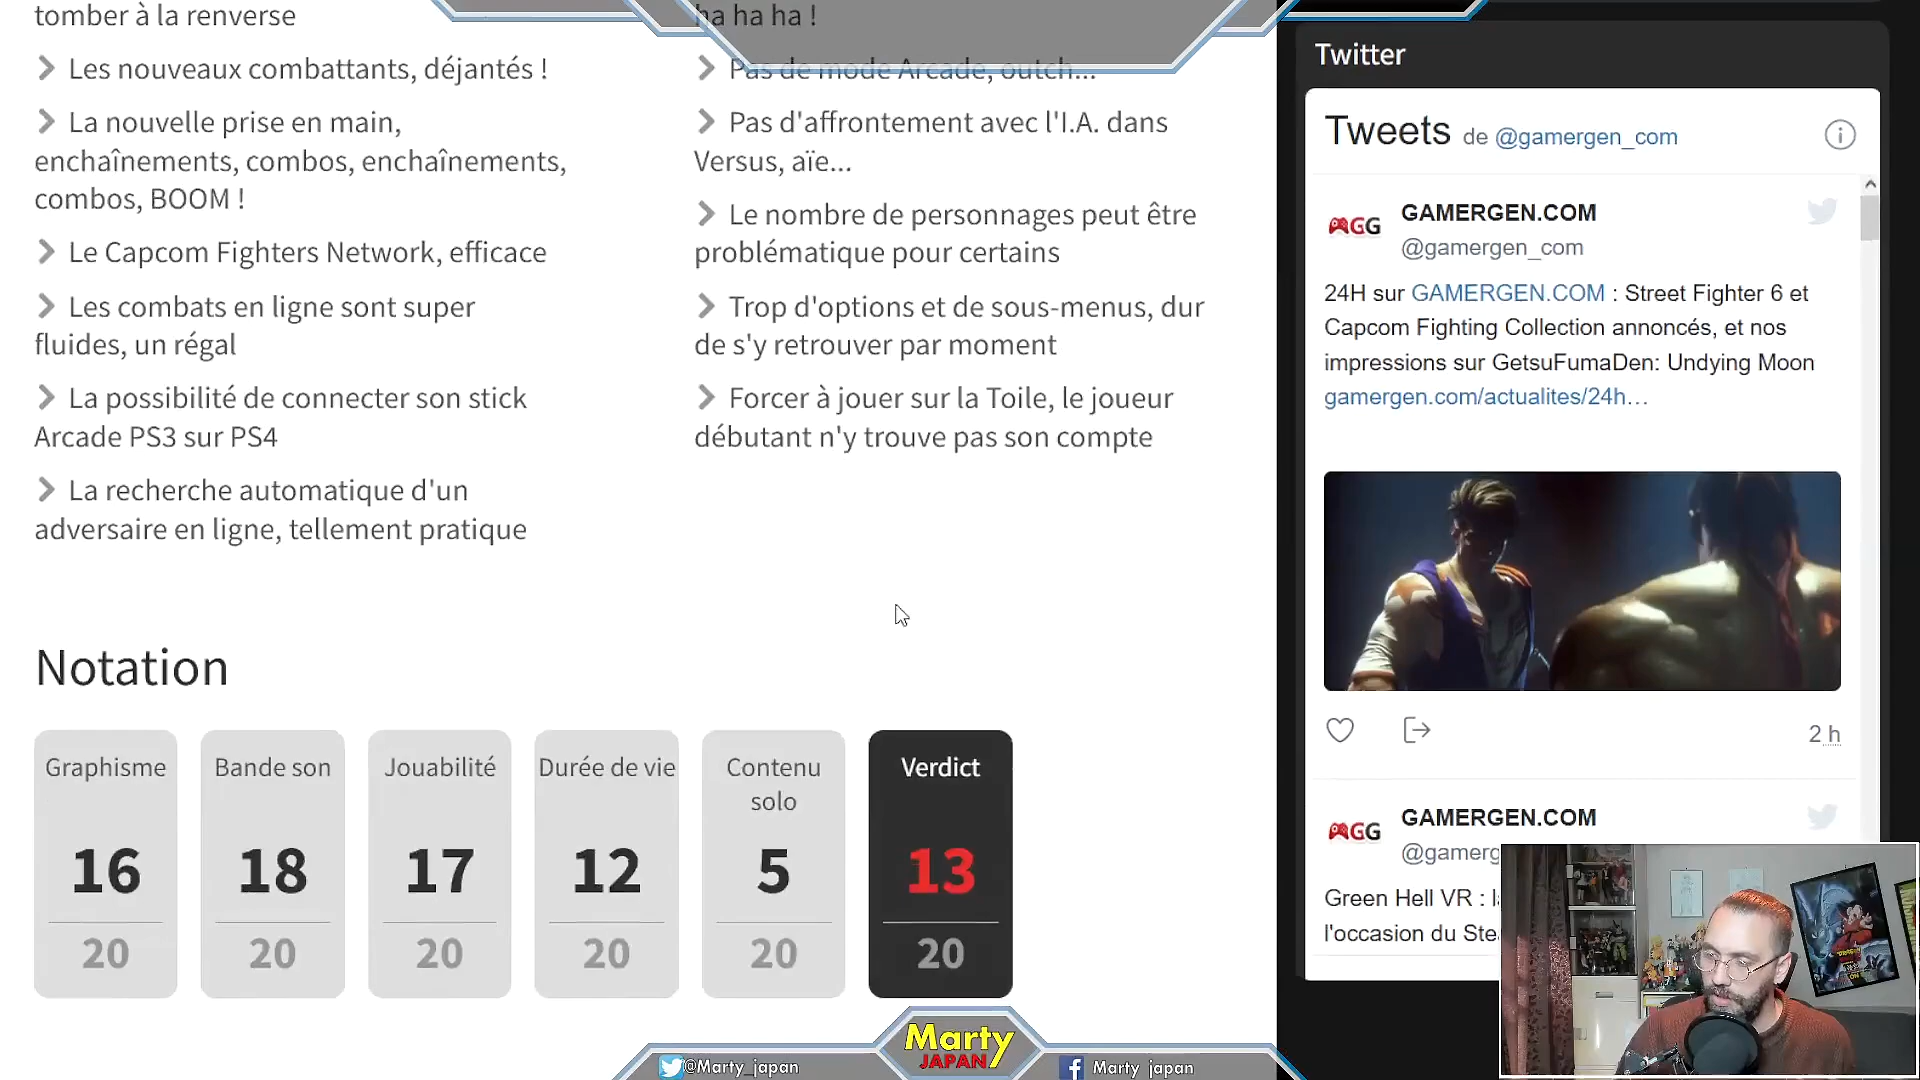 tomber à la renverse
Les nouveaux combattants, déjantés !
La nouvelle prise en main,
enchaînements, combos, enchaînements,
combos, BOOM !
Le Capcom Fighters Network, efficace
Les combats en ligne sont super
fluides, un régal
La possibilité de connecter son stick
Arcade PS3 sur PS4
La recherche automatique d'un
adversaire en ligne, tellement pratique
ha ha ha !
Pas de mode Arcade, outch...
Pas d'affrontement avec l'I.A. dans
Versus, aïe...
Le nombre de personnages peut être
problématique pour certains
Trop d'options et de sous-menus, dur
de s'y retrouver par moment
Forcer à jouer sur la Toile, le joueur
débutant n'y trouve pas son compte
Notation
Graphisme
16
20
Bande son
18
20
Jouabilité
17
20
Durée de vie
12
20
Contenu
solo
5
20
Verdict
13
20
Twitter
Tweets de @gamergen_com
GG
GAMERGEN.COM
@gamergen_com
24H sur GAMERGEN.COM : Street Fighter 6 et
Capcom Fighting Collection annoncés, et nos
impressions sur GetsuFumaDen: Undying Moon
gamergen.com/actualites/24h…
2 h
GG
GAMERGEN.COM
@gamerg
Green Hell VR : l
l'occasion du Ste
@Marty_japan
Marty
JAPAN
Marty japan